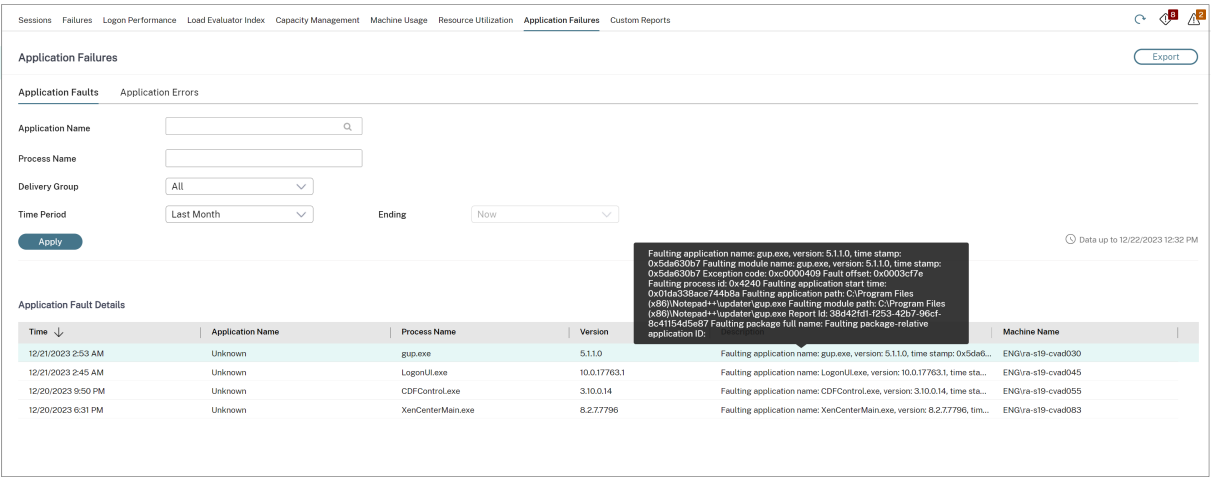 Sessions Failures Logon Performance Load Evaluator Index Capacity Management Machine Usage Resource Utilization Application Failures Custom Reports 8 2
Application Failures Export
Application Faults Application Errors
Application Name
Process Name
Delivery Group All
Time Period Last Month Ending Now
Apply Data up to 12/22/2023 12:32 PM
Faulting application name: gup.exe, version: 5.1.1.0, time stamp:
0x5da630b7 Faulting module name: gup.exe, version: 5.1.1.0, time stamp:
0x5da630b7 Exception code: 0xc0000409 Fault offset: 0x0003cf7e
Faulting process id: 0x4240 Faulting application start time:
0x01da338ace744b8a Faulting application path: C:\Program Files
(x86)\Notepad++\updater\gup.exe Faulting module path: C:\Program Files
(x86)\Notepad++\updater\gup.exe Report Id: 38d42fd1-f253-42b7-96cf-
8c41154d5e87 Faulting package full name: Faulting package-relative
application ID:
Application Fault Details
Time Application Name Process Name Version Machine Name
12/21/2023 2:53 AM Unknown gup.exe 5.1.1.0 Faulting application name: gup.exe, version: 5.1.1.0, time stamp: 0x5da6... ENG\ra-s19-cvad030
12/21/2023 2:45 AM Unknown LogonUI.exe 10.0.17763.1 Faulting application name: LogonUI.exe, version: 10.0.17763.1, time sta... ENG\ra-s19-cvad045
12/20/2023 9:50 PM Unknown CDFControl.exe 3.10.0.14 Faulting application name: CDFControl.exe, version: 3.10.0.14, time sta... ENG\ra-s19-cvad055
12/20/2023 6:31 PM Unknown XenCenterMain.exe 8.2.7.7796 Faulting application name: XenCenterMain.exe, version: 8.2.7.7796, tim... ENG\ra-s19-cvad083